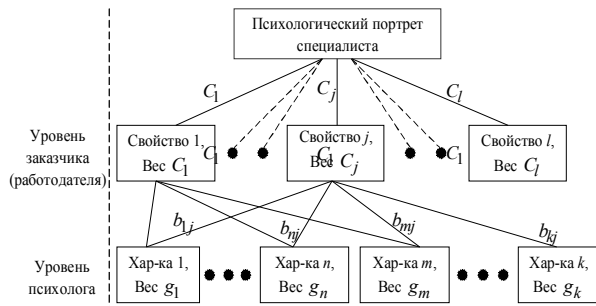 Психологический портрет
специалиста
C1 Cj Cl
Уровень
заказчика
(работодателя)
Свойство 1,
Вес C1
C1
Свойство j,
Вес Cj
C1
C1
Свойство l,
Вес Cl
b1j bnj bmj bkj
Уровень
психолога
Хар-ка 1,
Вес g1
Хар-ка n,
Вес gn
Хар-ка m,
Вес gm
Хар-ка k,
Вес gk